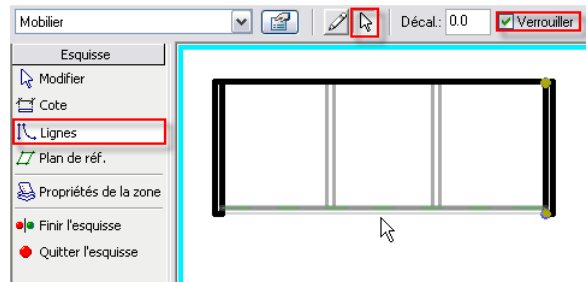 Mobilier
Décal.: 0.0
Verrouiller
Esquisse
Modifier
Cote
Lignes
Plan de réf.
Propriétés de la zone
Finir l'esquisse
Quitter l'esquisse